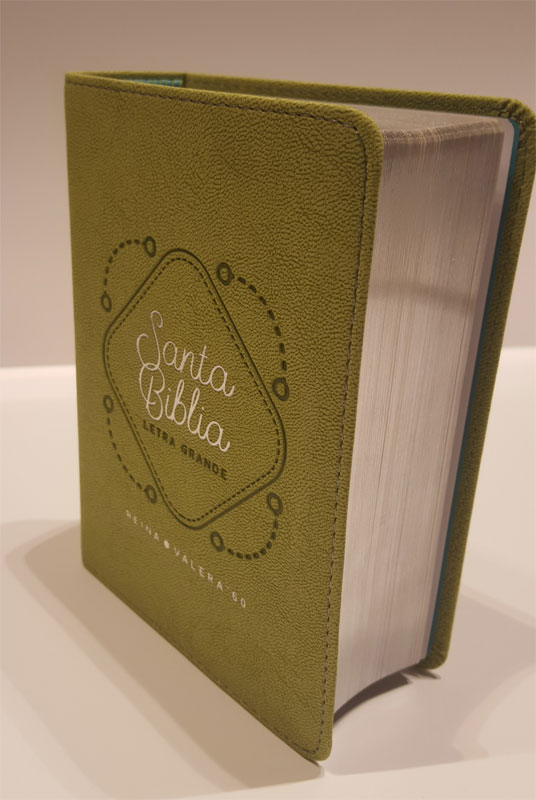 Santa
Biblia
LETRA GRANDE
REINA VALERA·60